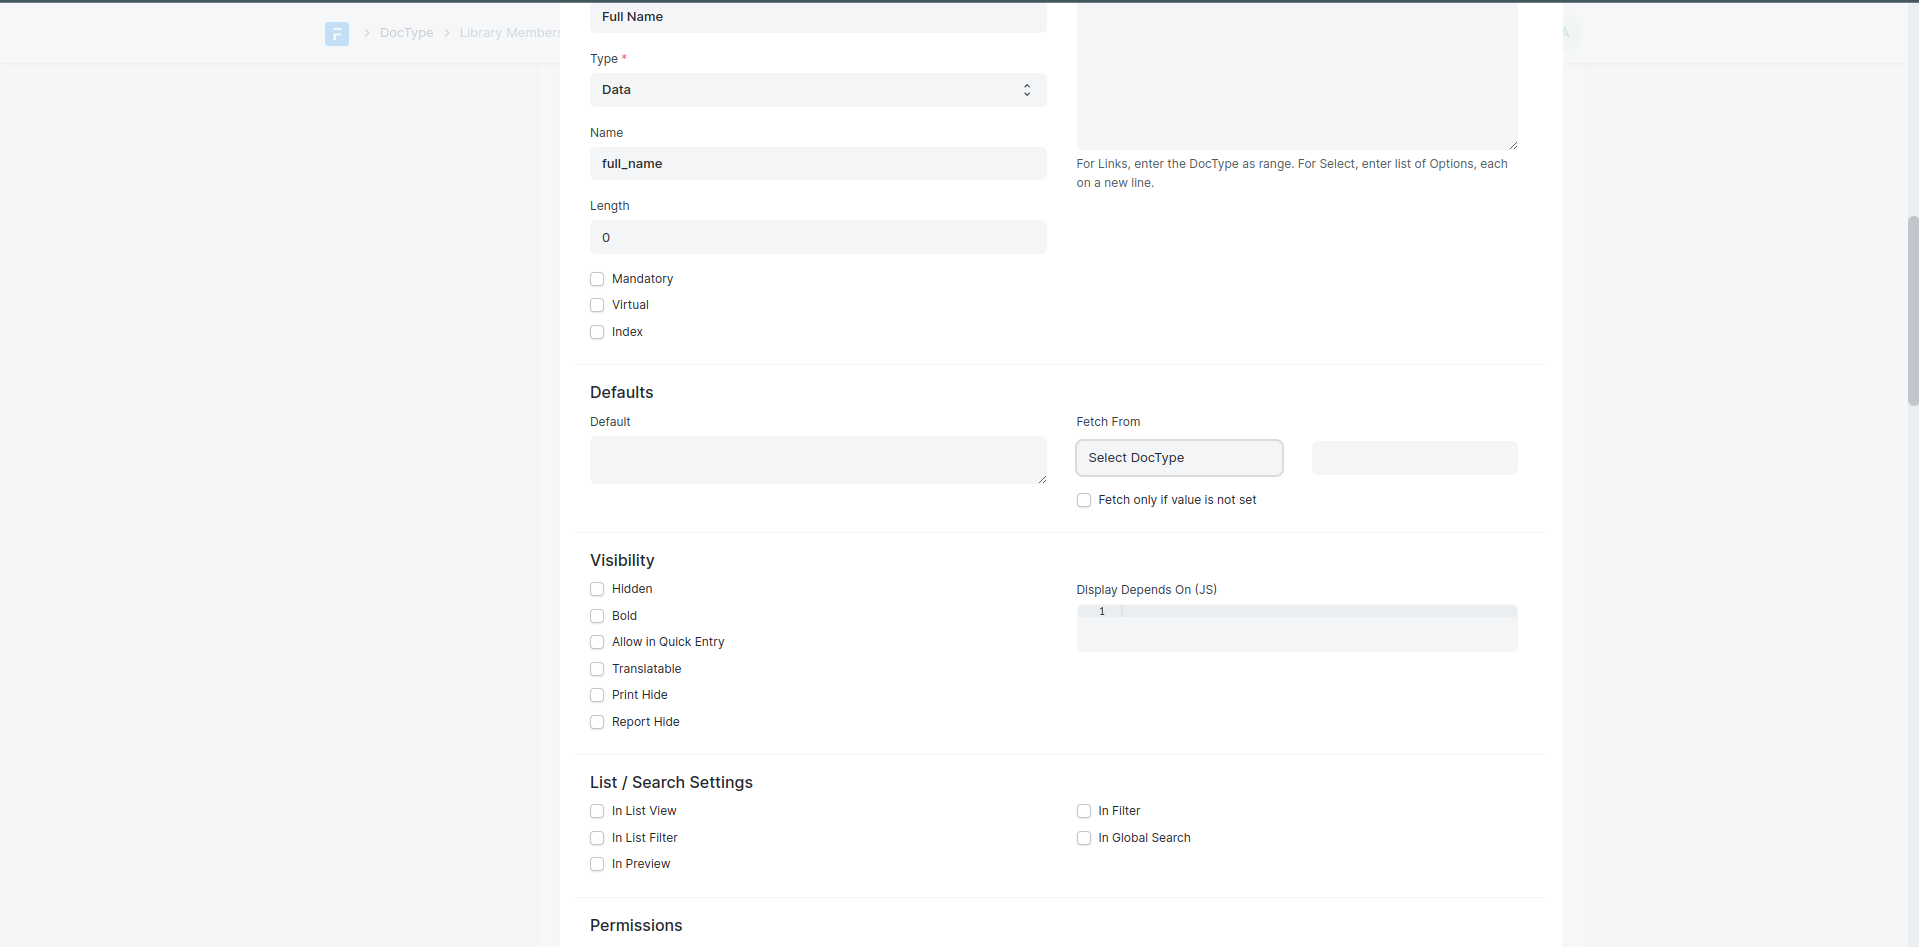 DocType
Library Members
A
Full Name
Type *
Data
Name
full_name
Length
0
Mandatory
Virtual
Index
For Links, enter the DocType as range. For Select, enter list of Options, each
on a new line.
Defaults
Default
Fetch From
Select DocType
Fetch only if value is not set
Visibility
Hidden
Bold
Allow in Quick Entry
Translatable
Print Hide
Report Hide
Display Depends On (JS)
1
List / Search Settings
In List View
In List Filter
In Preview
In Filter
In Global Search
Permissions